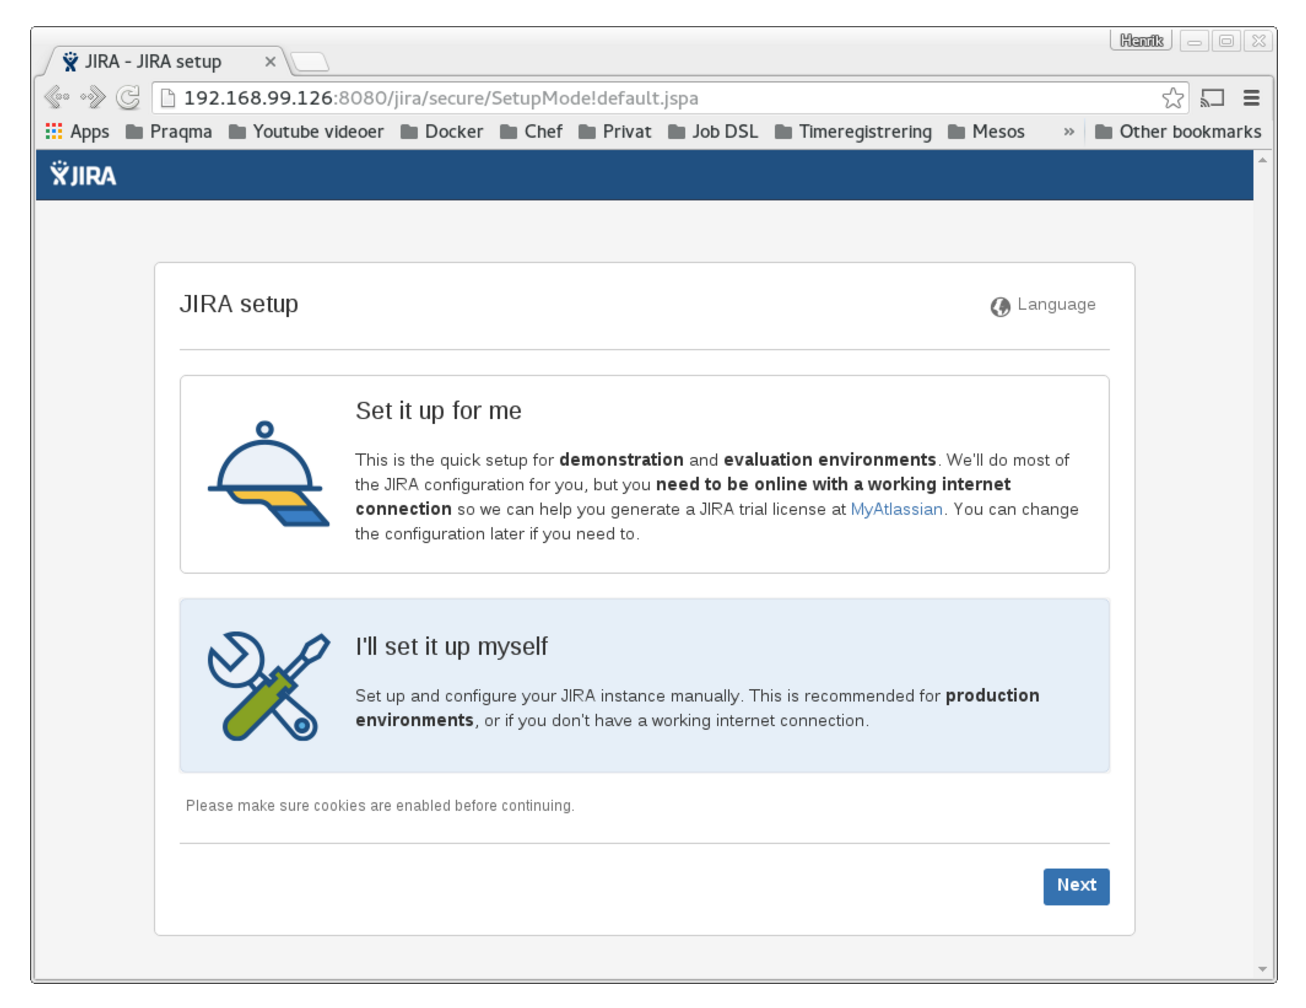 Henrik
JIRA - JIRA setup
192.168.99.126:8080/jira/secure/SetupMode!default.jspa
Apps Praqma Youtube videoer Docker Chef Privat Job DSL Timeregistrering Mesos » Other bookmarks
JIRA
JIRA setup
Language
Set it up for me
This is the quick setup for demonstration and evaluation environments. We'll do most of
the JIRA configuration for you, but you need to be online with a working internet
connection so we can help you generate a JIRA trial license at MyAtlassian. You can change
the configuration later if you need to.
I'll set it up myself
Set up and configure your JIRA instance manually. This is recommended for production
environments, or if you don't have a working internet connection.
Please make sure cookies are enabled before continuing.
Next